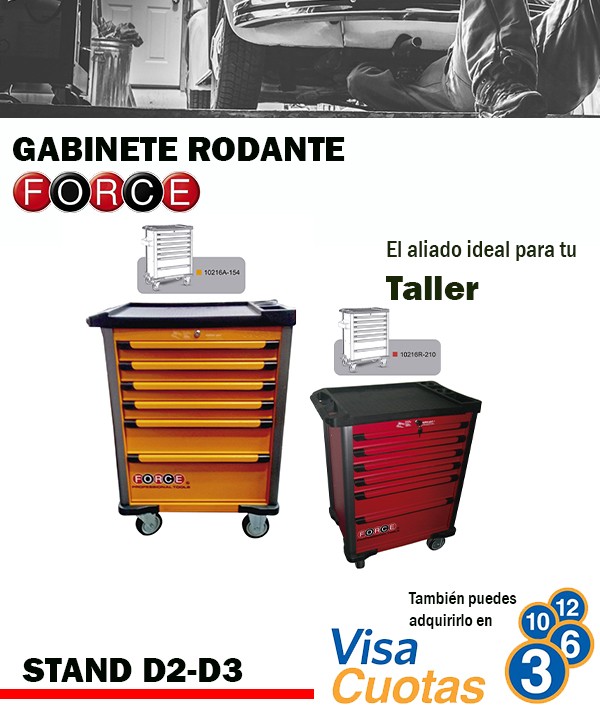 GABINETE RODANTE
FORCE
10216A-154
El aliado ideal para tu
Taller
10216R-210
FORCE
PROFESSIONAL TOOLS
FORCE
También puedes
adquirirlo en
Visa
Cuotas
12
10
6
3
STAND D2-D3